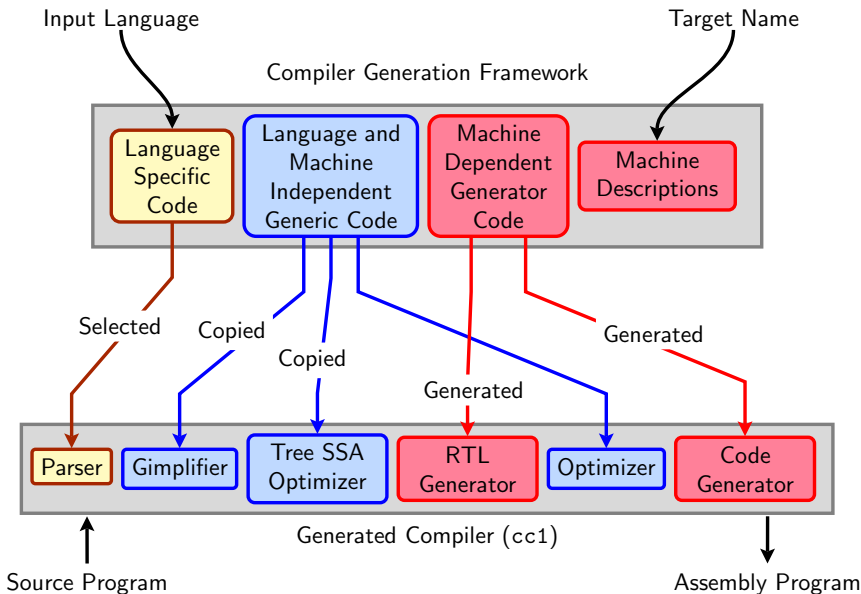 Input Language
Target Name
Compiler Generation Framework
Language
Specific
Code
Language and
Machine
Independent
Generic Code
Machine
Dependent
Generator
Code
Machine
Descriptions
Selected
Copied
Copied
Generated
Generated
Parser
Gimplifier
Tree SSA
Optimizer
RTL
Generator
Optimizer
Code
Generator
Generated Compiler (cc1)
Source Program
Assembly Program